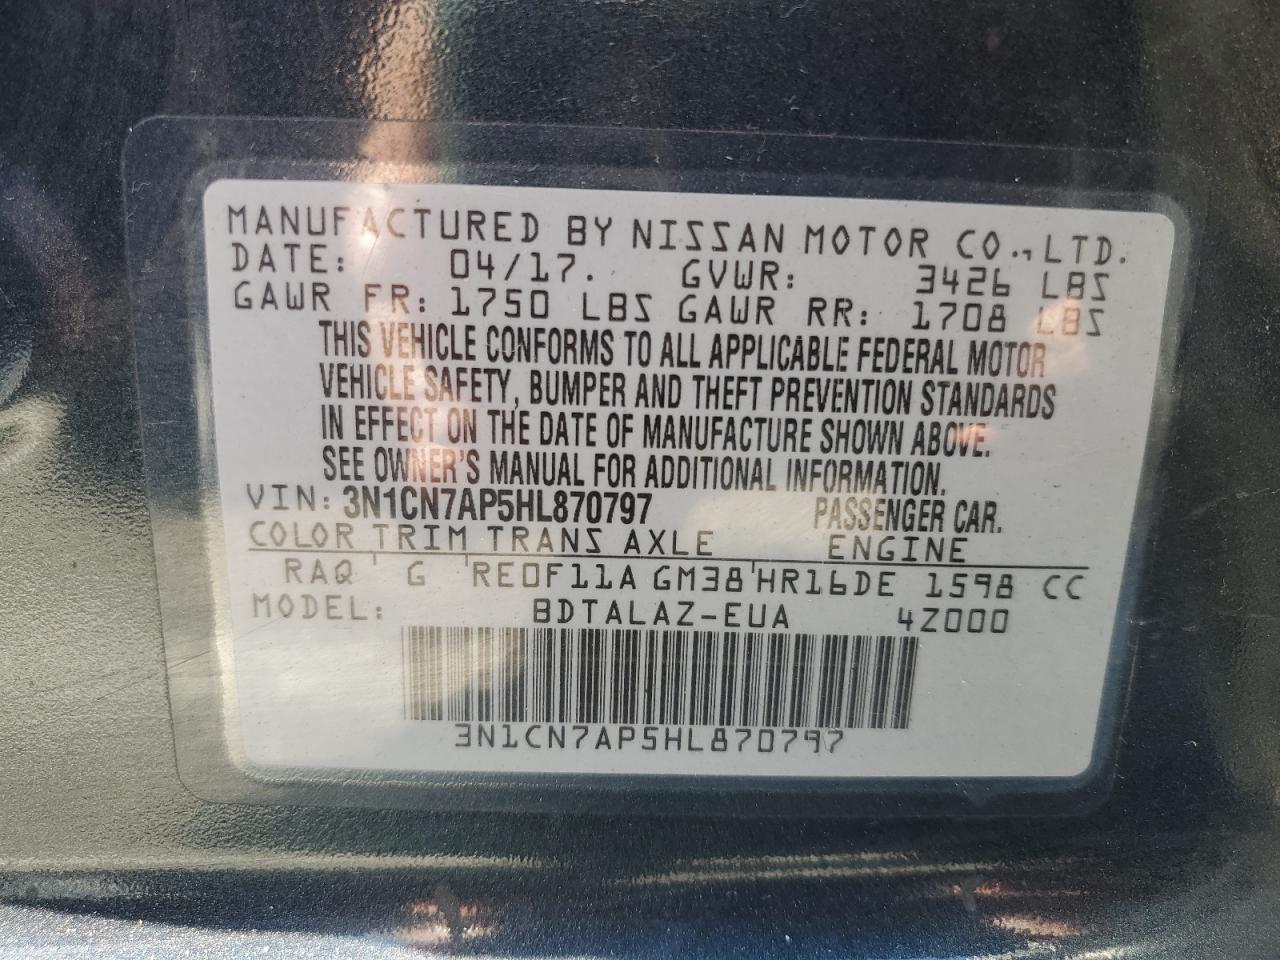 MANUFACTURED BY NISSAN MOTOR CO.,LTD.
DATE: 04/17. GVWR: 3426 LBS
GAWR FR: 1750 LBS GAWR RR: 1708 LBS
THIS VEHICLE CONFORMS TO ALL APPLICABLE FEDERAL MOTOR
VEHICLE SAFETY, BUMPER AND THEFT PREVENTION STANDARDS
IN EFFECT ON THE DATE OF MANUFACTURE SHOWN ABOVE.
SEE OWNER'S MANUAL FOR ADDITIONAL INFORMATION.
VIN: 3N1CN7AP5HL870797 PASSENGER CAR.
COLOR TRIM TRANS AXLE ENGINE
RAQ G RE0F11A GM38 HR16DE 1598 CC
MODEL: BDTALAZ-EUA 4Z000
3N1CN7AP5HL870797